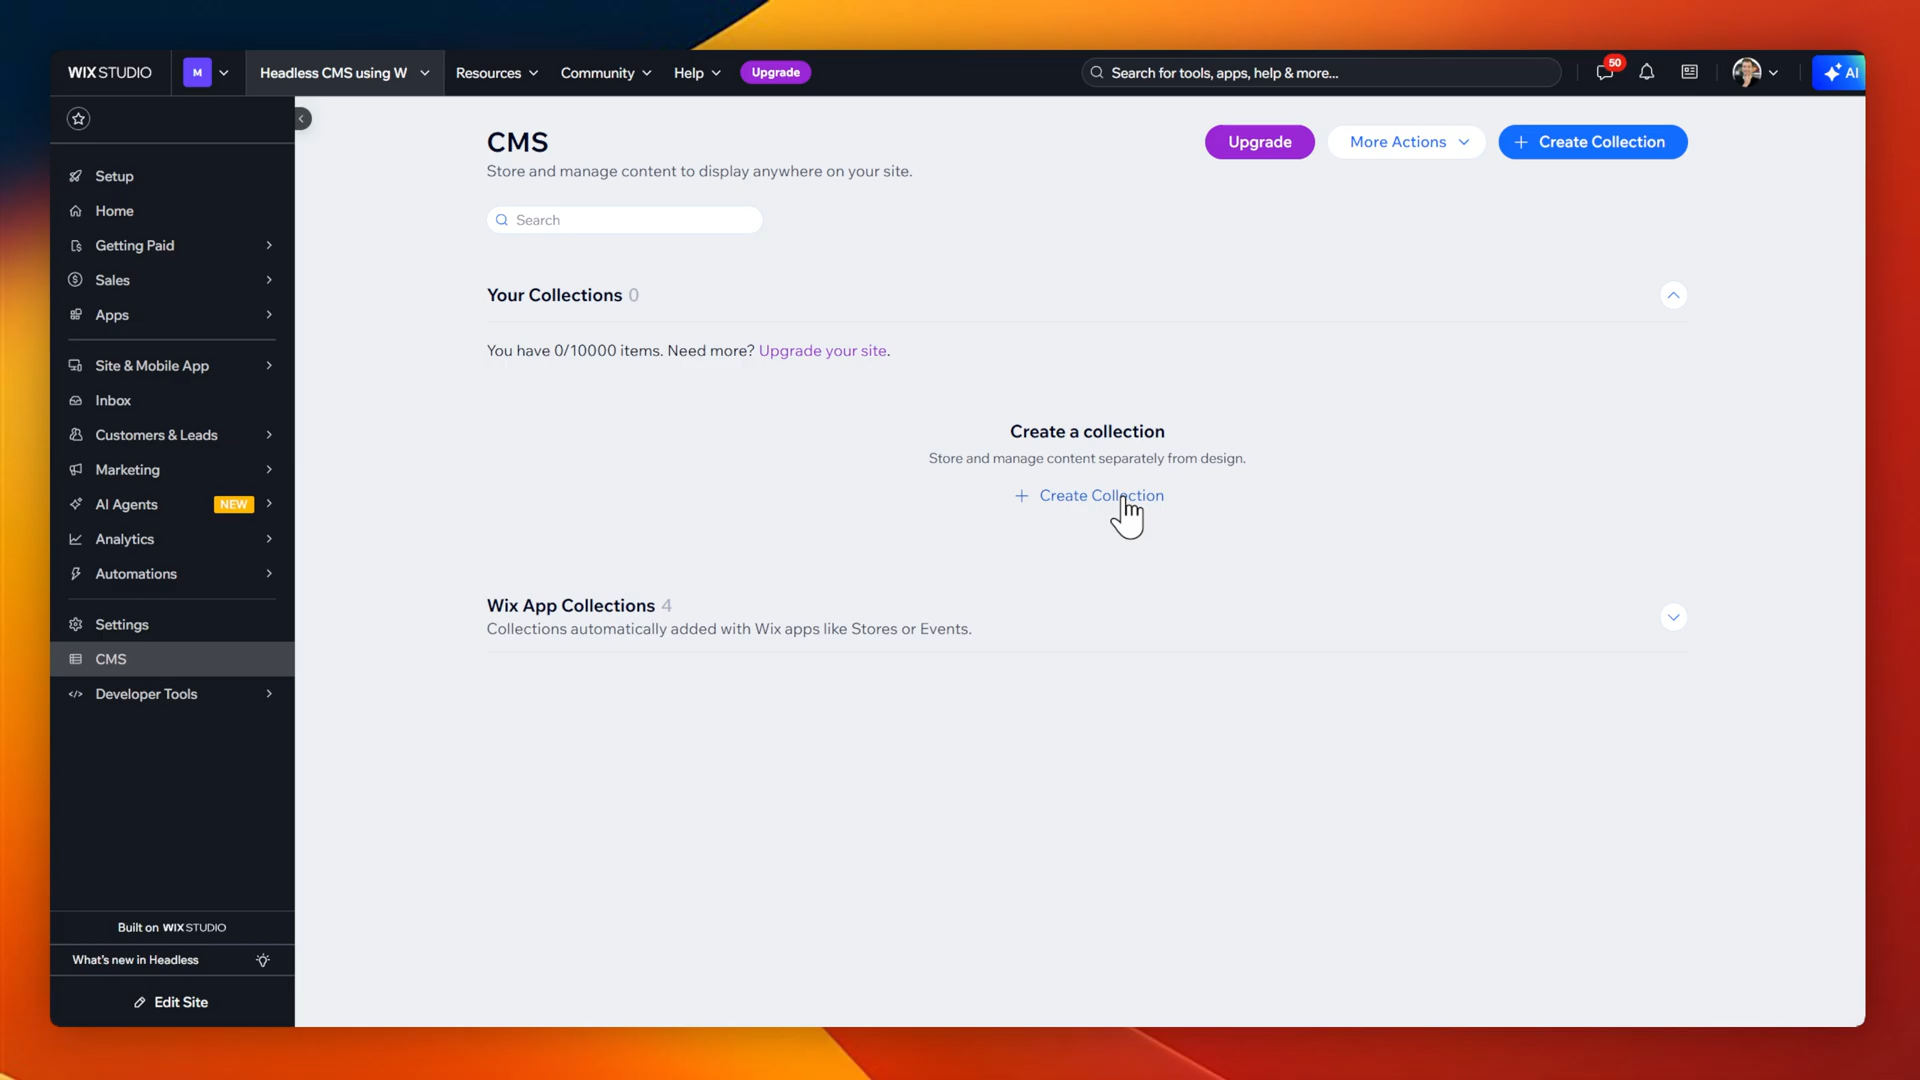 WIX STUDIO
M
Headless CMS using W
Resources
Community
Help
Upgrade
Search for tools, apps, help & more...
50
AI
Setup
Home
Getting Paid
Sales
Apps
Site & Mobile App
Inbox
Customers & Leads
Marketing
AI Agents NEW
Analytics
Automations
Settings
CMS
Developer Tools
Built on WIX STUDIO
What's new in Headless
Edit Site
CMS
Store and manage content to display anywhere on your site.
Upgrade
More Actions
+ Create Collection
Search
Your Collections 0
You have 0/10000 items. Need more? Upgrade your site.
Create a collection
Store and manage content separately from design.
+ Create Collection
Wix App Collections 4
Collections automatically added with Wix apps like Stores or Events.